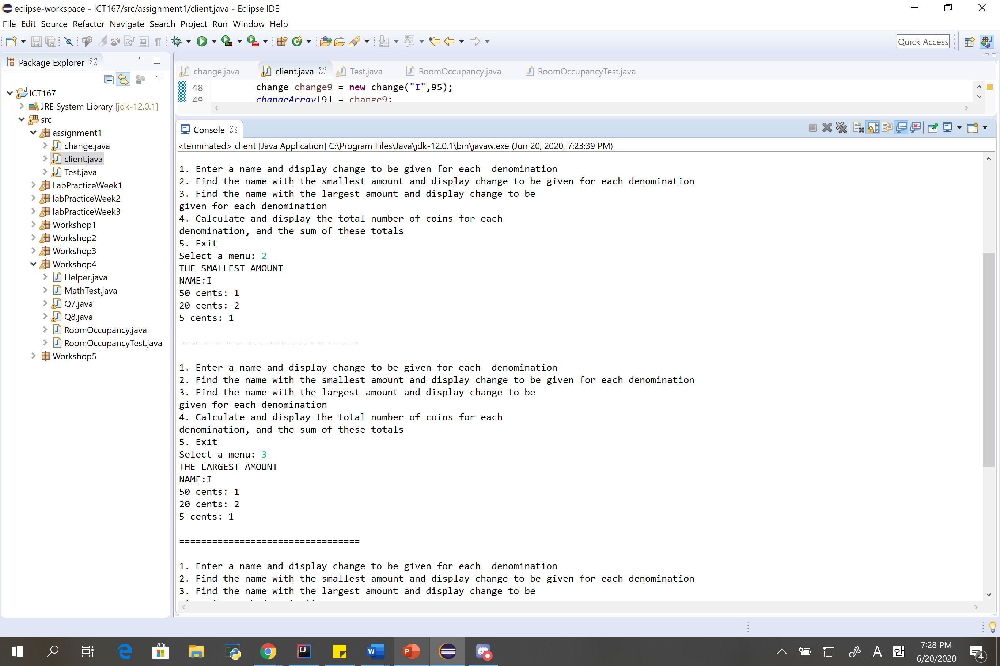 eclipse-workspace - ICT167/src/assignment1/client.java - Eclipse IDE
File Edit Source Refactor Navigate Search Project Run Window Help
Quick Access
Package Explorer
ICT167
JRE System Library [jdk-12.0.1]
src
assignment1
change.java
client.java
Test.java
LabPracticeWeek1
labPracticeWeek2
labPracticeWeek3
Workshop1
Workshop2
Workshop3
Workshop4
Helper.java
MathTest.java
Q7.java
Q8.java
RoomOccupancy.java
RoomOccupancyTest.java
Workshop5
change.java client.java Test.java RoomOccupancy.java RoomOccupancyTest.java
48 change change9 = new change("I",95);
49 changeArray[9] = change9;
Console
<terminated> client [Java Application] C:\Program Files\Java\jdk-12.0.1\bin\javaw.exe (Jun 20, 2020, 7:23:39 PM)
1. Enter a name and display change to be given for each  denomination
2. Find the name with the smallest amount and display change to be given for each denomination
3. Find the name with the largest amount and display change to be
given for each denomination
4. Calculate and display the total number of coins for each
denomination, and the sum of these totals
5. Exit
Select a menu: 2
THE SMALLEST AMOUNT
NAME:I
50 cents: 1
20 cents: 2
5 cents: 1
=================================
1. Enter a name and display change to be given for each  denomination
2. Find the name with the smallest amount and display change to be given for each denomination
3. Find the name with the largest amount and display change to be
given for each denomination
4. Calculate and display the total number of coins for each
denomination, and the sum of these totals
5. Exit
Select a menu: 3
THE LARGEST AMOUNT
NAME:I
50 cents: 1
20 cents: 2
5 cents: 1
=================================
1. Enter a name and display change to be given for each  denomination
2. Find the name with the smallest amount and display change to be given for each denomination
3. Find the name with the largest amount and display change to be
A 한
7:28 PM
6/20/2020
4